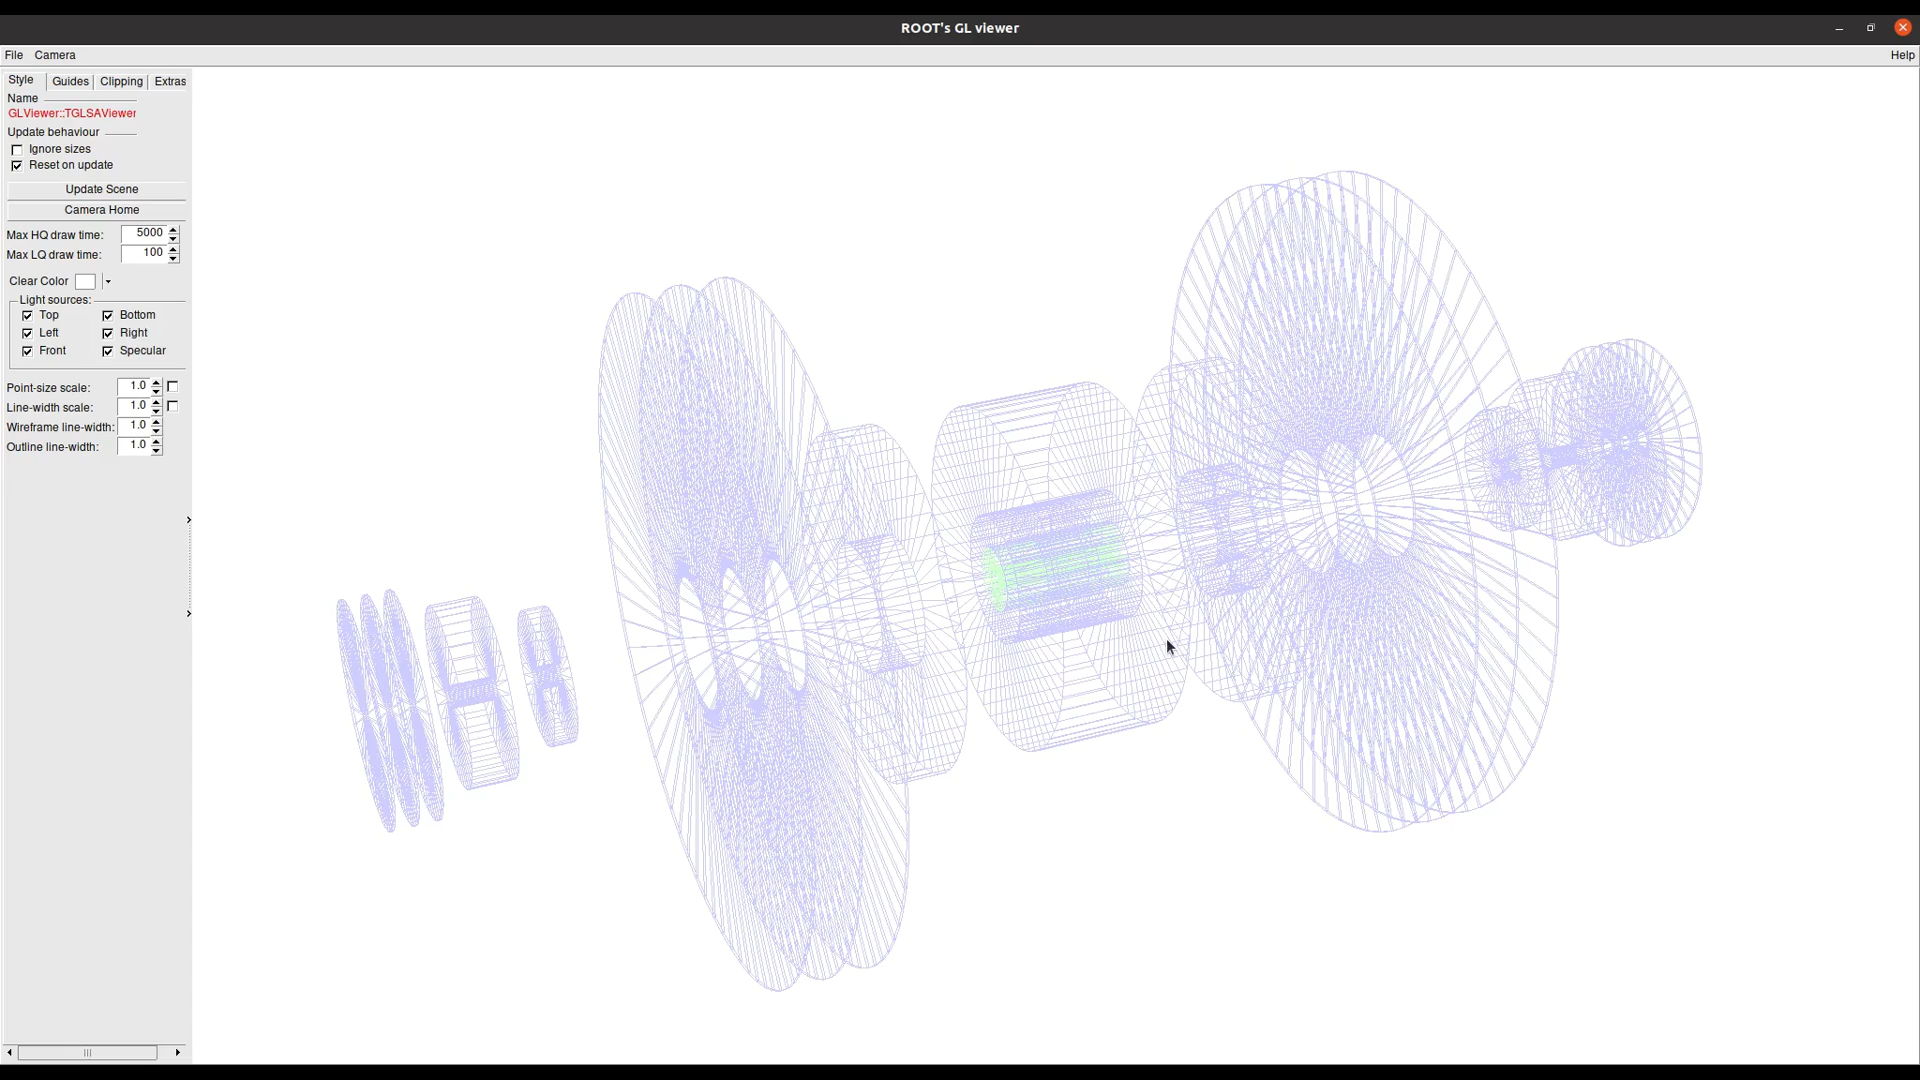 ROOT's GL viewer
File Camera Help
Style Guides Clipping Extras
Name
GLViewer::TGLSAViewer
Update behaviour
Ignore sizes
Reset on update
Update Scene
Camera Home
Max HQ draw time: 5000
Max LQ draw time: 100
Clear Color
Light sources:
Top Bottom
Left Right
Front Specular
Point-size scale: 1.0
Line-width scale: 1.0
Wireframe line-width: 1.0
Outline line-width: 1.0